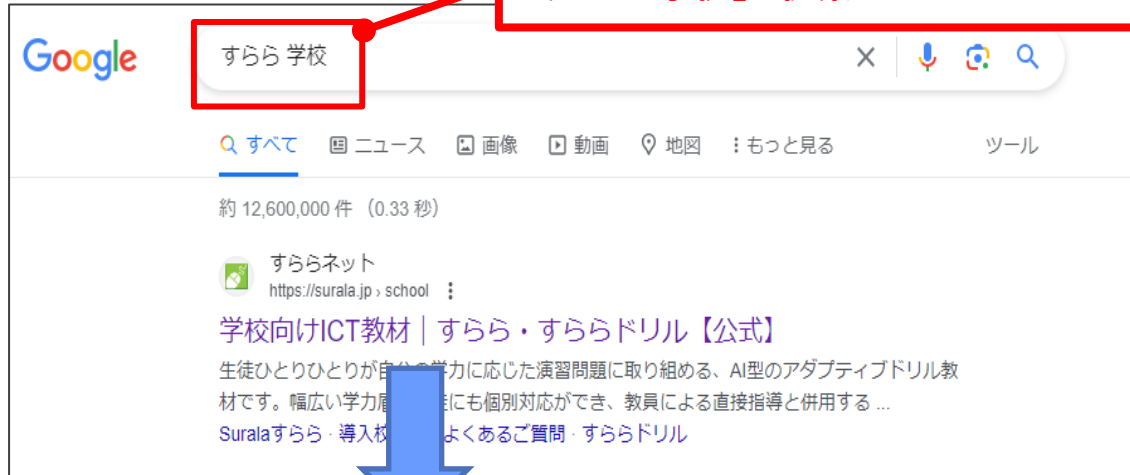 Google
すらら 学校
すべて ニュース 画像 動画 地図 もっと見る ツール
約 12,600,000 件 (0.33 秒)
すららネット
https://surala.jp › school
学校向けICT教材｜すらら・すららドリル【公式】
生徒ひとりひとりが自分の学力に応じた演習問題に取り組める、AI型のアダプティブドリル教
材です。幅広い学力 にも個別対応ができ、教員による直接指導と併用する ...
Suralaすらら · 導入校 よくあるご質問 · すららドリル